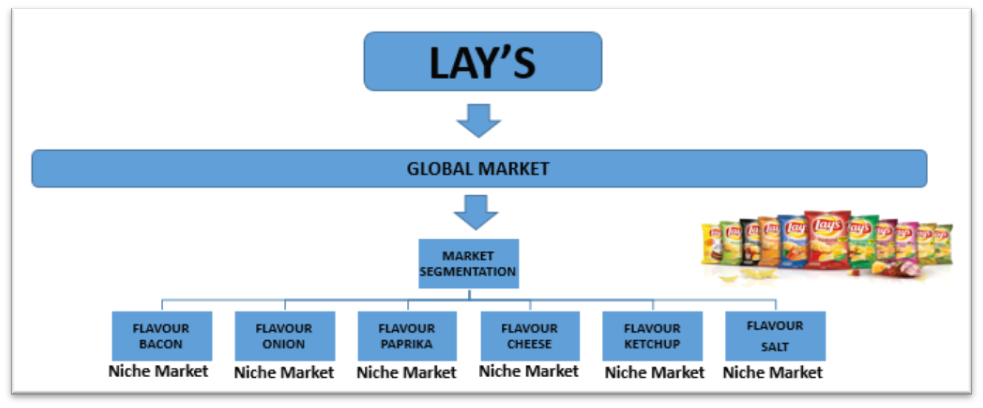 LAY’S
GLOBAL MARKET
MARKET
SEGMENTATION
Lay's
FLAVOUR
BACON
FLAVOUR
ONION
FLAVOUR
PAPRIKA
FLAVOUR
CHEESE
FLAVOUR
KETCHUP
FLAVOUR
SALT
Niche Market
Niche Market
Niche Market
Niche Market
Niche Market
Niche Market